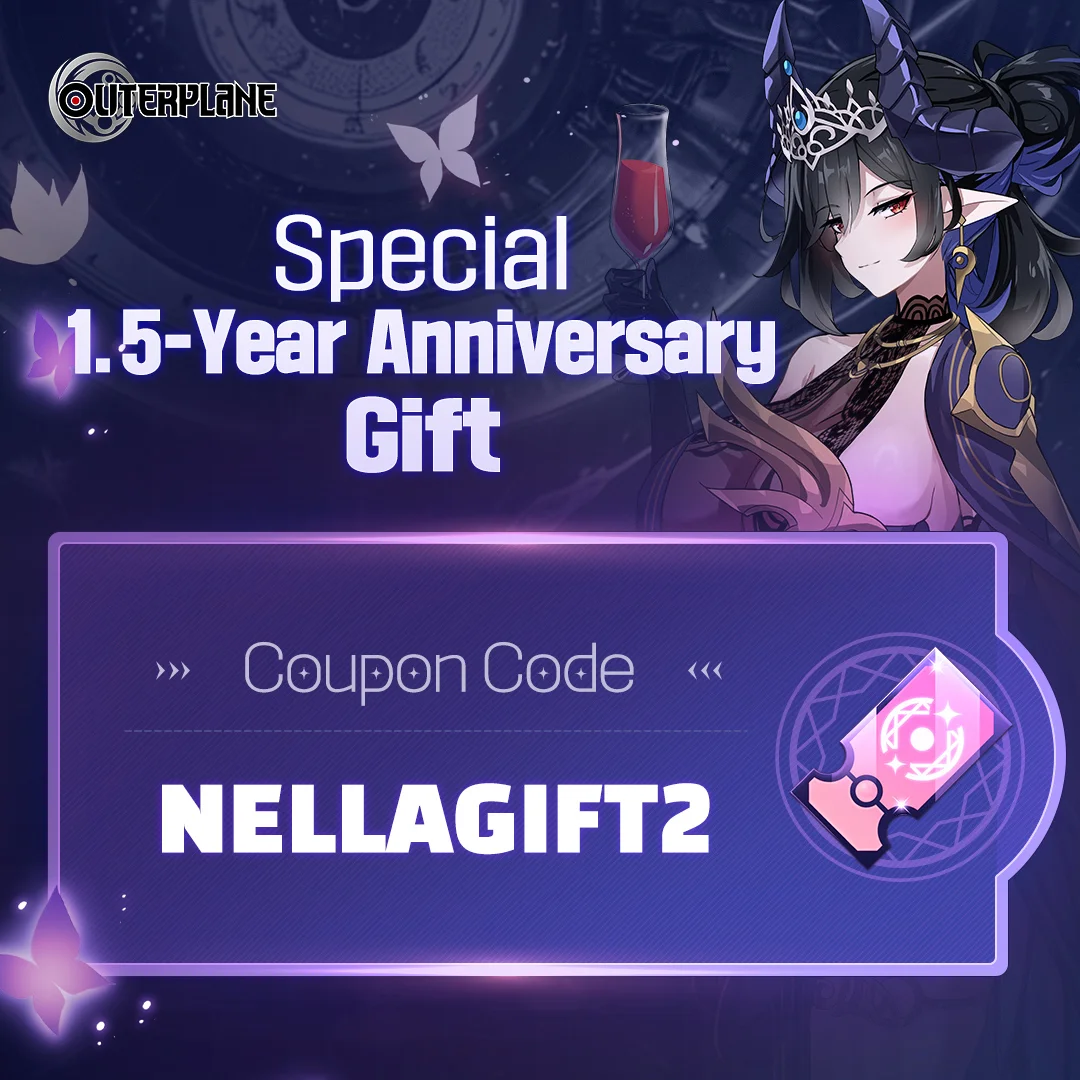 OUTERPLANE
Special
1.5-Year Anniversary
Gift
Coupon Code
NELLAGIFT2